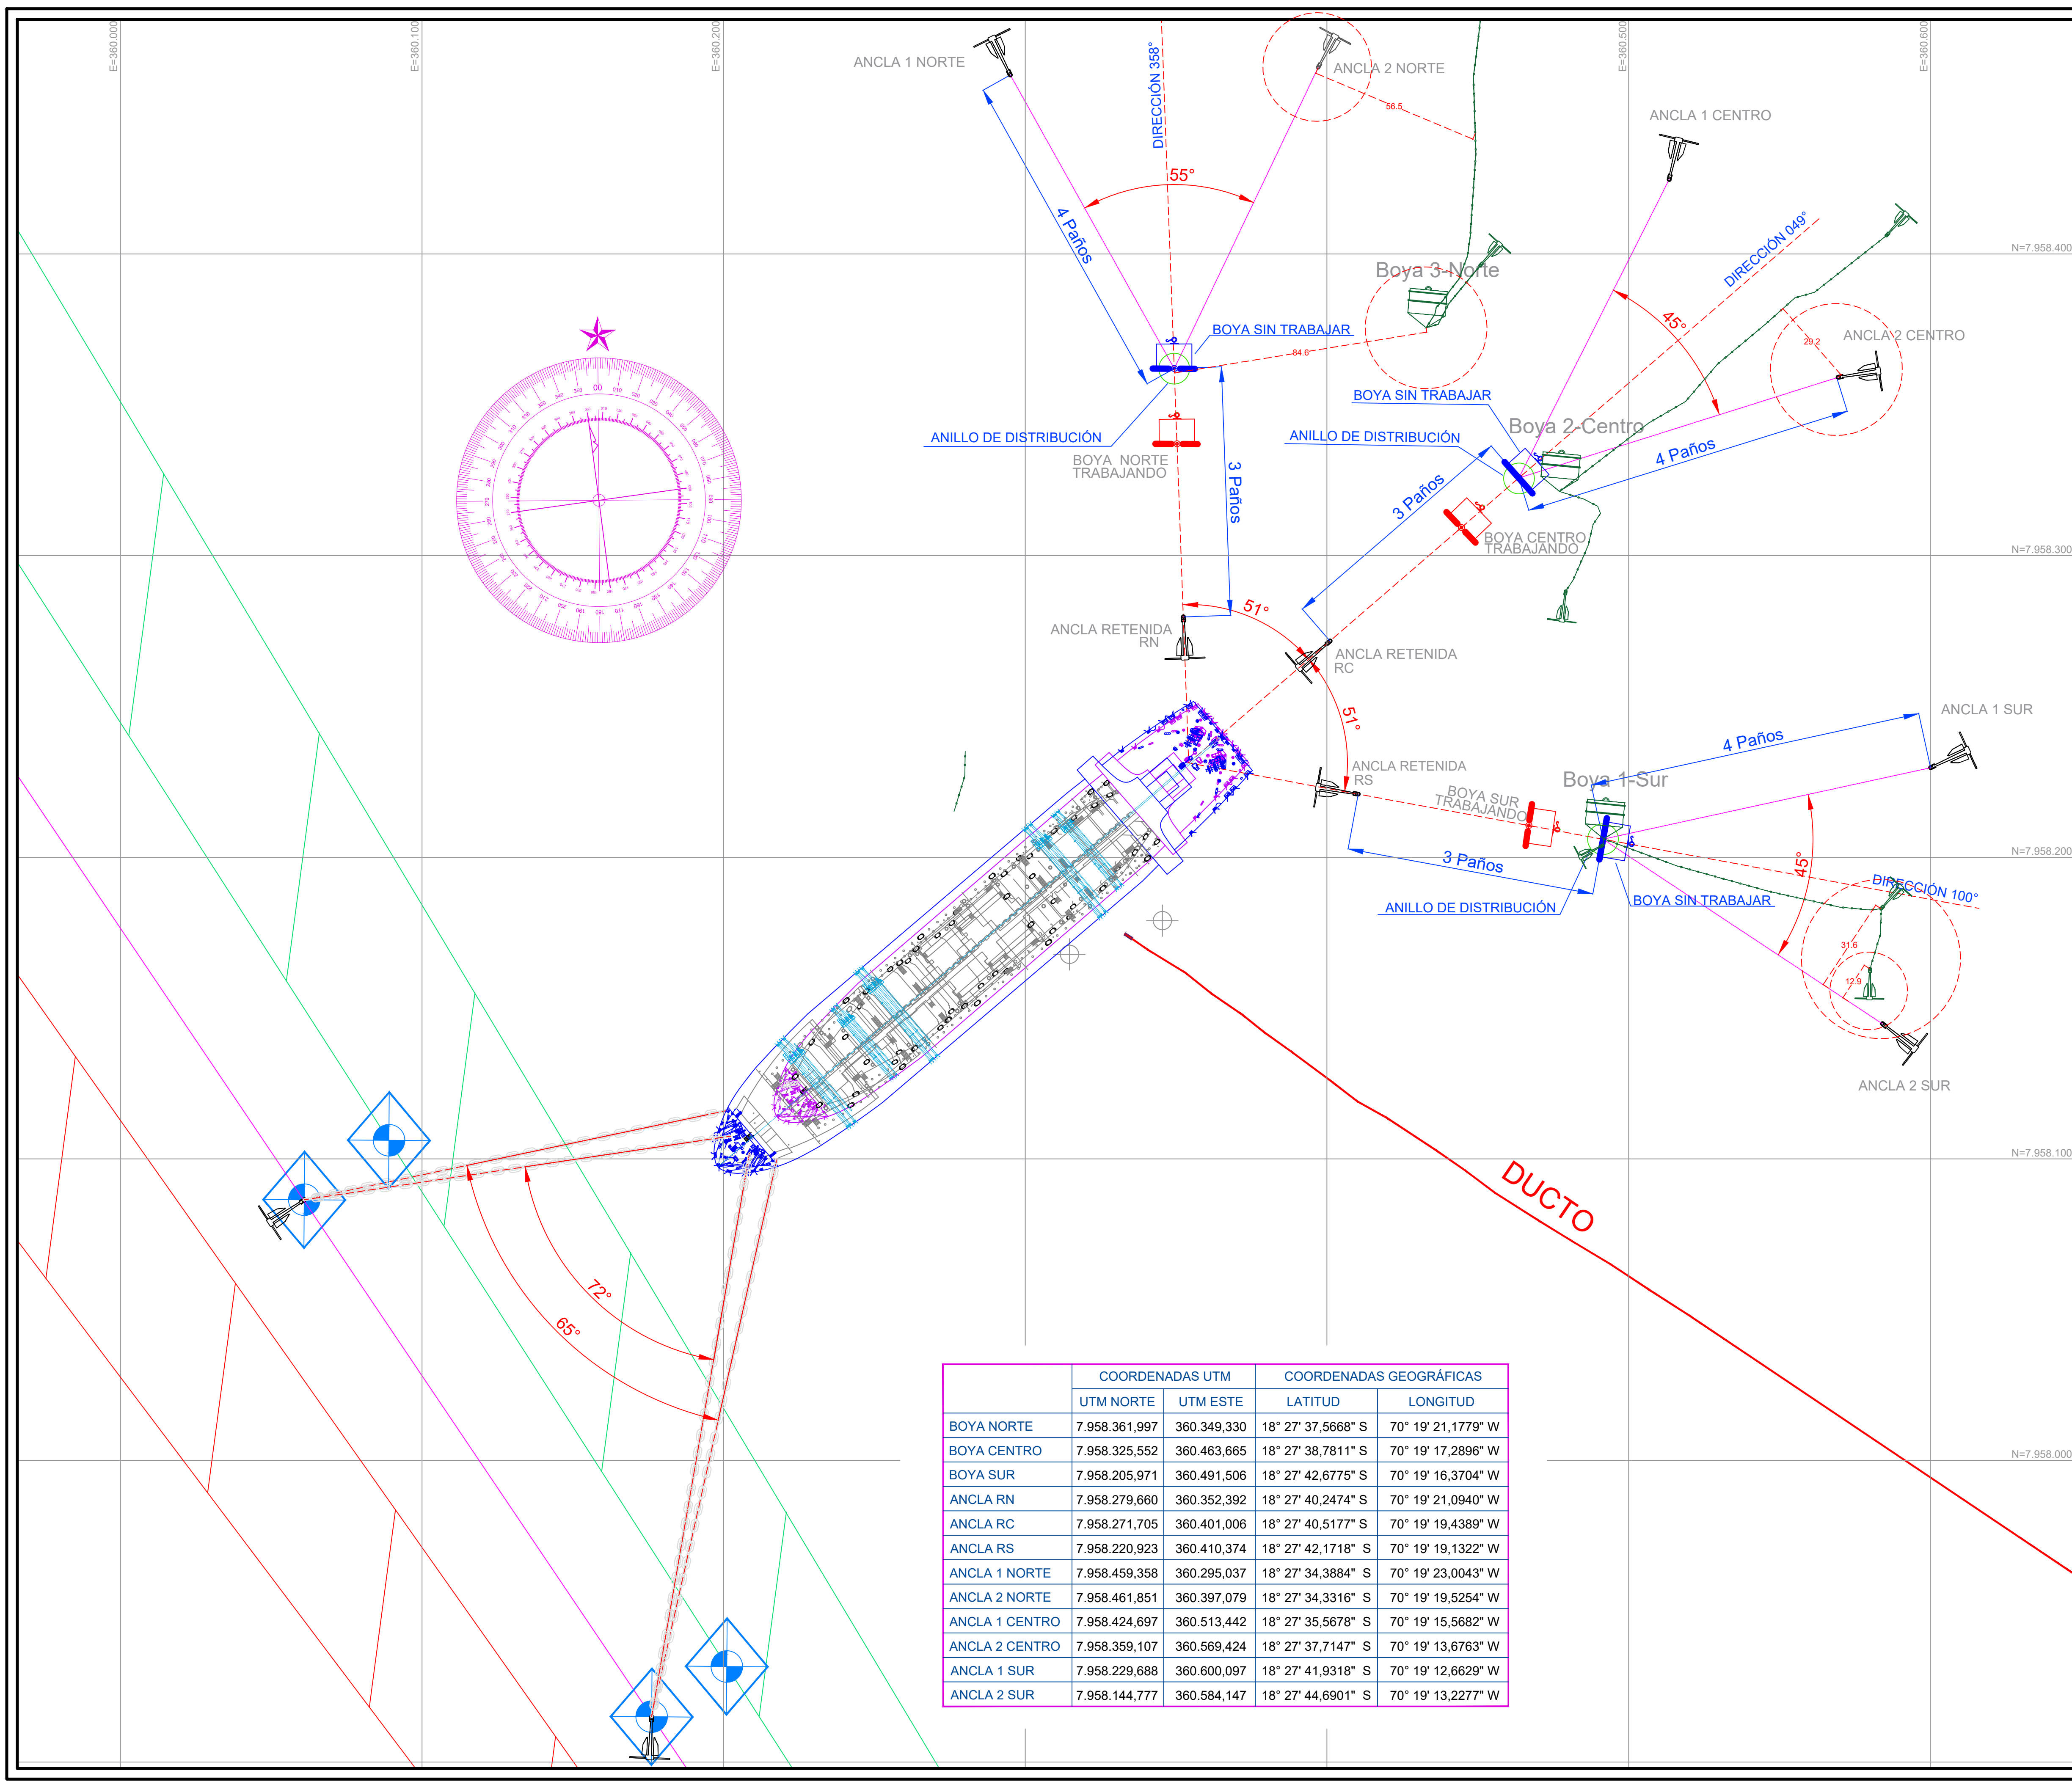 E=360.000
E=360.100
E=360.200
E=360.500
E=360.600
ANCLA 1 NORTE
DIRECCIÓN 358°
ANCLA 2 NORTE
56.5
ANCLA 1 CENTRO
55°
4 Paños
DIRECCIÓN 049°
N=7.958.400
Boya 3-Norte
45°
BOYA SIN TRABAJAR
84.6
29.2
ANCLA 2 CENTRO
BOYA SIN TRABAJAR
Boya 2-Centro
ANILLO DE DISTRIBUCIÓN
ANILLO DE DISTRIBUCIÓN
4 Paños
BOYA NORTE
TRABAJANDO
3 Paños
3 Paños
BOYA CENTRO
TRABAJANDO
N=7.958.300
51°
ANCLA RETENIDA
RN
ANCLA RETENIDA
RC
51°
ANCLA 1 SUR
4 Paños
ANCLA RETENIDA
RS
Boya 1-Sur
BOYA SUR
TRABAJANDO
N=7.958.200
3 Paños
45°
DIRECCIÓN 100°
ANILLO DE DISTRIBUCIÓN
BOYA SIN TRABAJAR
31.6
12.9
ANCLA 2 SUR
N=7.958.100
DUCTO
72°
65°
COORDENADAS UTM COORDENADAS GEOGRÁFICAS
UTM NORTE UTM ESTE LATITUD LONGITUD
BOYA NORTE 7.958.361,997 360.349,330 18° 27' 37,5668" S 70° 19' 21,1779" W
BOYA CENTRO 7.958.325,552 360.463,665 18° 27' 38,7811" S 70° 19' 17,2896" W
BOYA SUR 7.958.205,971 360.491,506 18° 27' 42,6775" S 70° 19' 16,3704" W
ANCLA RN 7.958.279,660 360.352,392 18° 27' 40,2474" S 70° 19' 21,0940" W
ANCLA RC 7.958.271,705 360.401,006 18° 27' 40,5177" S 70° 19' 19,4389" W
ANCLA RS 7.958.220,923 360.410,374 18° 27' 42,1718" S 70° 19' 19,1322" W
ANCLA 1 NORTE 7.958.459,358 360.295,037 18° 27' 34,3884" S 70° 19' 23,0043" W
ANCLA 2 NORTE 7.958.461,851 360.397,079 18° 27' 34,3316" S 70° 19' 19,5254" W
ANCLA 1 CENTRO 7.958.424,697 360.513,442 18° 27' 35,5678" S 70° 19' 15,5682" W
ANCLA 2 CENTRO 7.958.359,107 360.569,424 18° 27' 37,7147" S 70° 19' 13,6763" W
ANCLA 1 SUR 7.958.229,688 360.600,097 18° 27' 41,9318" S 70° 19' 12,6629" W
ANCLA 2 SUR 7.958.144,777 360.584,147 18° 27' 44,6901" S 70° 19' 13,2277" W
N=7.958.000